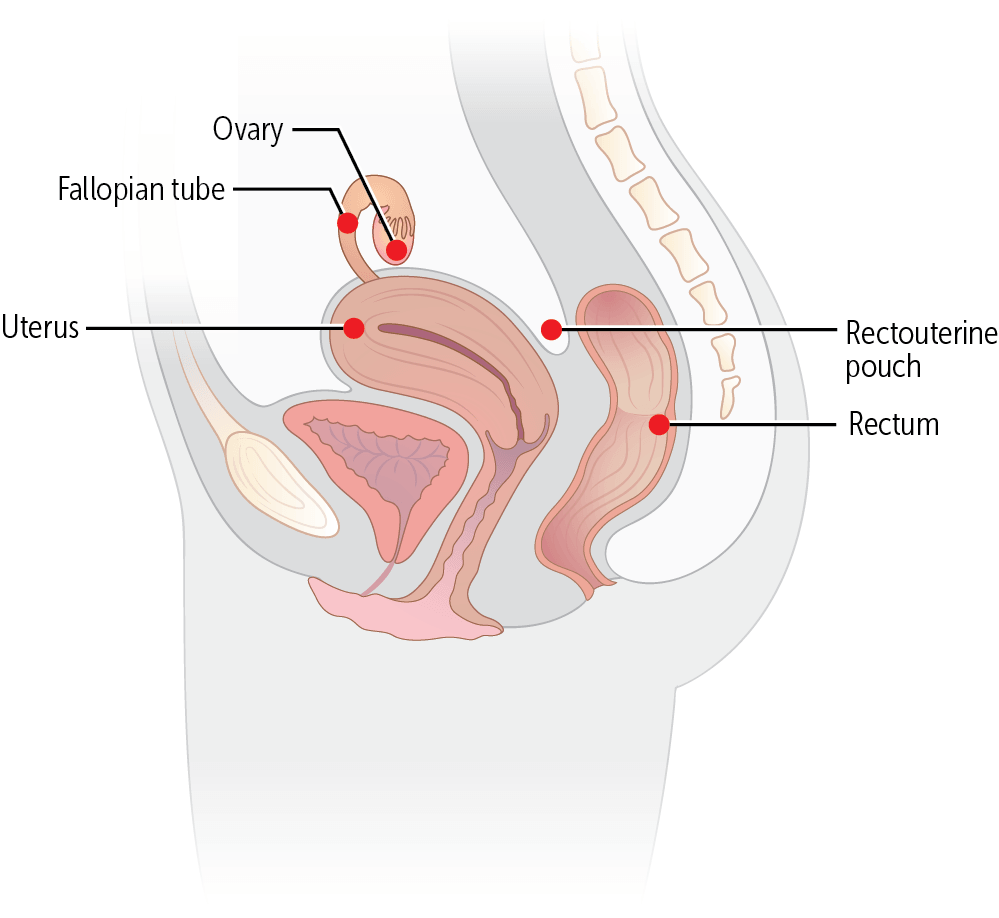 Ovary
Fallopian tube
Uterus
Rectouterine
pouch
Rectum